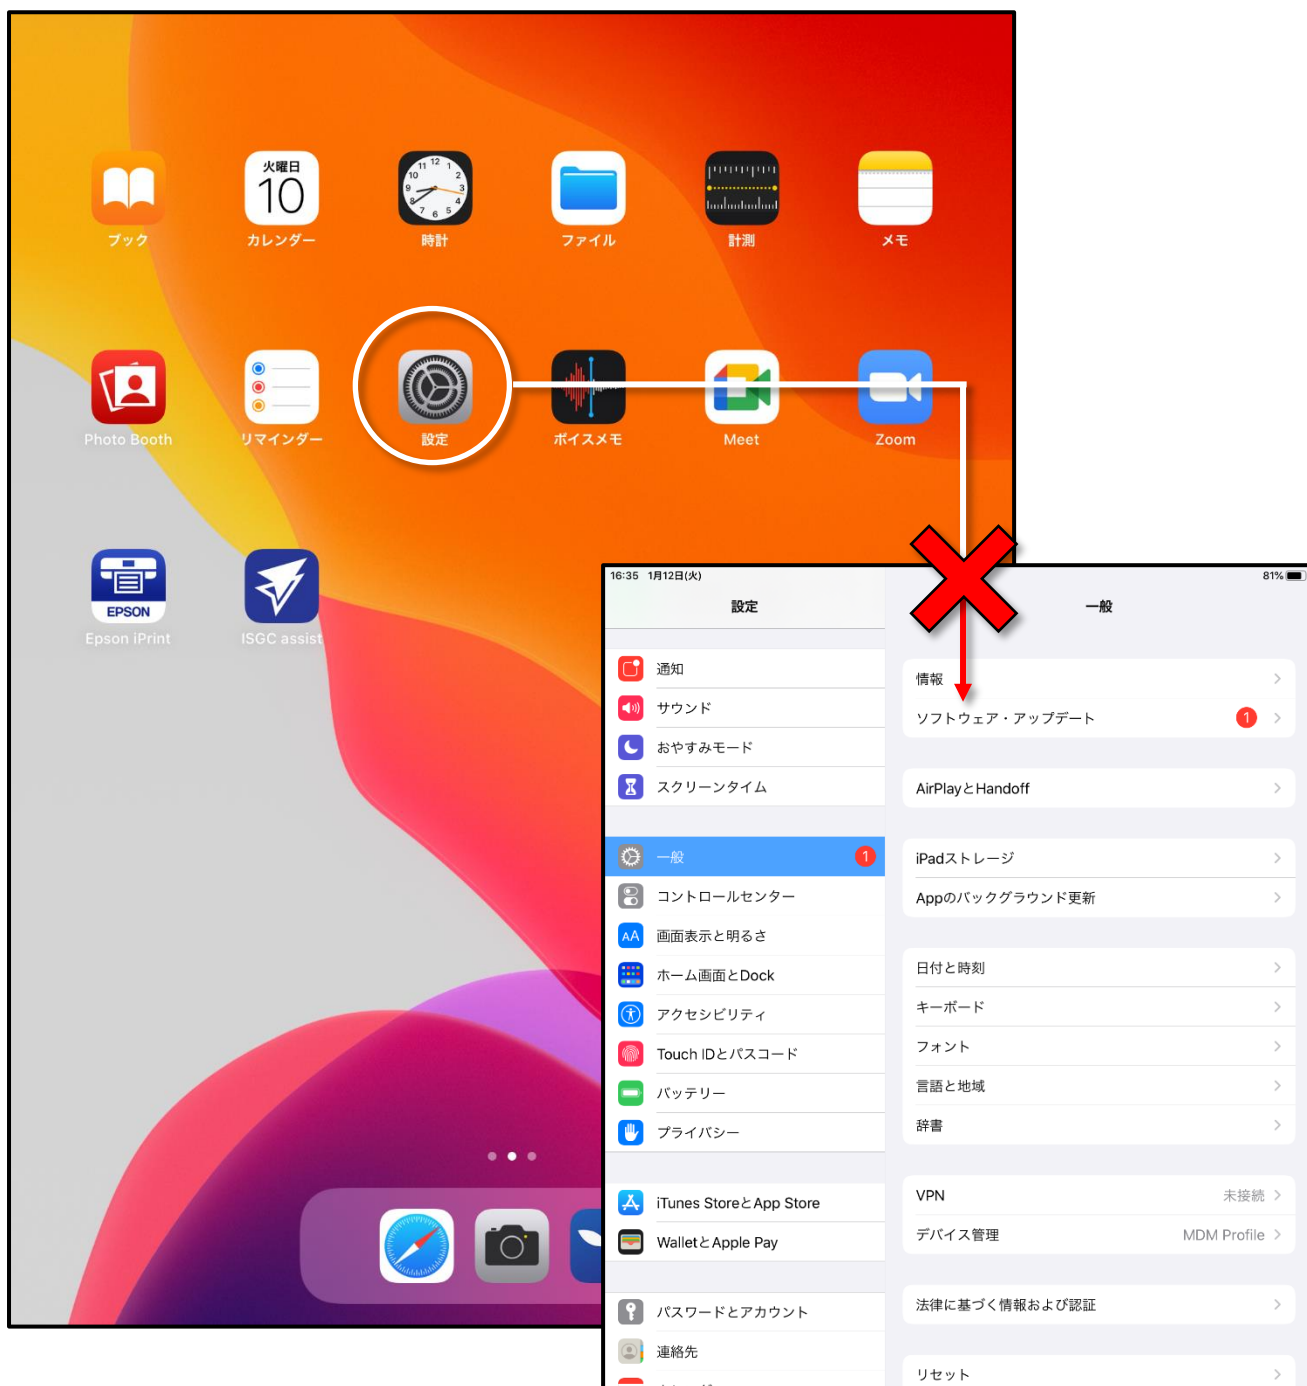 火曜日
10
12
11 1
10 2
9 3
8 4
7 6 5
ブック
カレンダー
時計
ファイル
計測
メモ
Photo Booth
リマインダー
設定
ボイスメモ
Meet
Zoom
EPSON
Epson iPrint
ISGC assist
16:35 1月12日(火)
81%
設定
通知
サウンド
おやすみモード
スクリーンタイム
一般
1
コントロールセンター
AA
画面表示と明るさ
ホーム画面とDock
アクセシビリティ
Touch IDとパスコード
バッテリー
プライバシー
iTunes StoreとApp Store
WalletとApple Pay
パスワードとアカウント
連絡先
一般
情報
ソフトウェア・アップデート
1
AirPlayとHandoff
iPadストレージ
Appのバックグラウンド更新
日付と時刻
キーボード
フォント
言語と地域
辞書
VPN 未接続
デバイス管理 MDM Profile
法律に基づく情報および認証
リセット